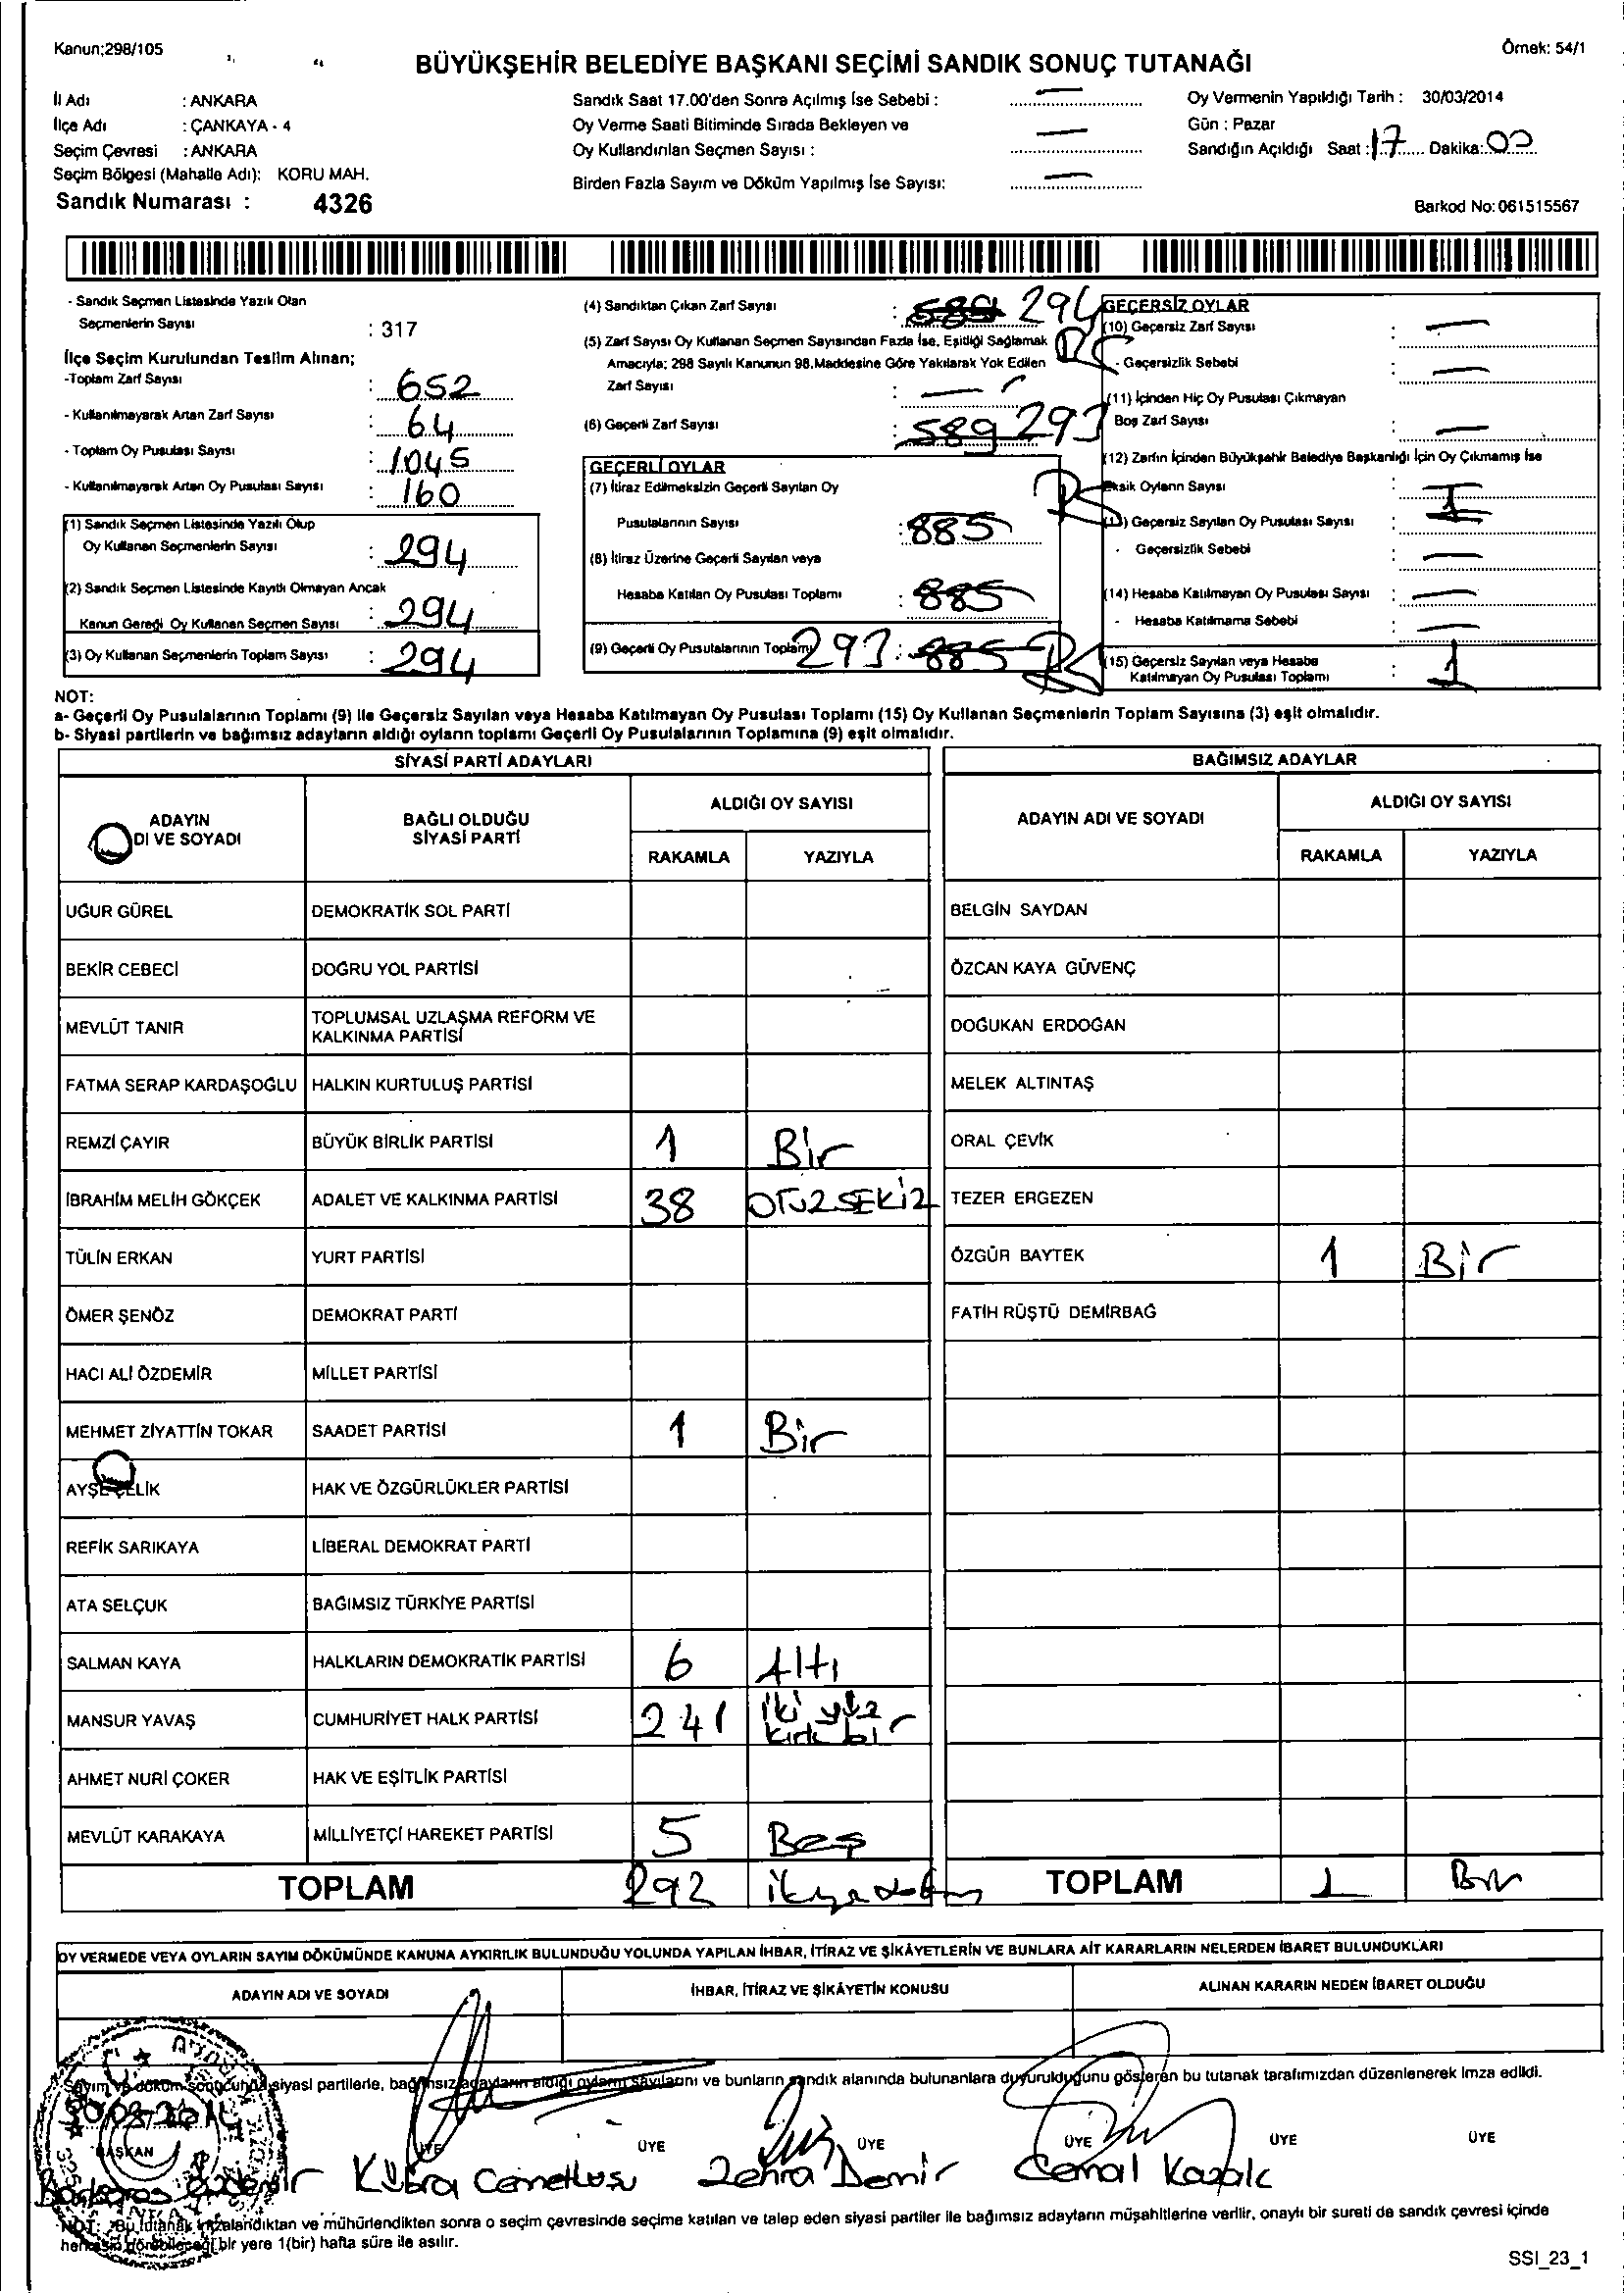 Kanun;298/105
Örnek: 54/1
BÜYÜKŞEHİR BELEDİYE BAŞKANI SEÇİMİ SANDIK SONUÇ TUTANAĞI
İl Adı : ANKARA
İlçe Adı : ÇANKAYA - 4
Seçim Çevresi : ANKARA
Seçim Bölgesi (Mahalle Adı): KORU MAH.
Sandık Numarası : 4326
Sandık Saat 17.00'den Sonra Açılmış İse Sebebi : —
Oy Verme Saati Bitiminde Sırada Bekleyen ve
Oy Kullandırılan Seçmen Sayısı : —
Birden Fazla Sayım ve Döküm Yapılmış İse Sayısı: —
Oy Vermenin Yapıldığı Tarih : 30/03/2014
Gün : Pazar
Sandığın Açıldığı Saat : 17 Dakika: 00
Barkod No: 061515567
- Sandık Seçmen Listesinde Yazılı Olan
Seçmenlerin Sayısı : 317
İlçe Seçim Kurulundan Teslim Alınan;
-Toplam Zarf Sayısı : 652
- Kullanılmayarak Artan Zarf Sayısı : 64
- Toplam Oy Pusulası Sayısı : 1045
- Kullanılmayarak Artan Oy Pusulası Sayısı : 160
(1) Sandık Seçmen Listesinde Yazılı Olup
Oy Kullanan Seçmenlerin Sayısı : 294
(2) Sandık Seçmen Listesinde Kayıtlı Olmayan Ancak
Kanun Gereği Oy Kullanan Seçmen Sayısı : 294
(3) Oy Kullanan Seçmenlerin Toplam Sayısı : 294
(4) Sandıktan Çıkan Zarf Sayısı : 589 294
(5) Zarf Sayısı Oy Kullanan Seçmen Sayısından Fazla İse, Eşitliği Sağlamak
Amacıyla; 298 Sayılı Kanunun 98.Maddesine Göre Yakılarak Yok Edilen
Zarf Sayısı : —
(6) Geçerli Zarf Sayısı : 589 293
GEÇERLİ OYLAR
(7) İtiraz Edilmeksizin Geçerli Sayılan Oy
Pusulalarının Sayısı : 885
(8) İtiraz Üzerine Geçerli Sayılan veya
Hesaba Katılan Oy Pusulası Toplamı : 885
(9) Geçerli Oy Pusulalarının Toplamı 293 : 885
GEÇERSİZ OYLAR
(10) Geçersiz Zarf Sayısı : —
- Geçersizlik Sebebi : —
(11) İçinden Hiç Oy Pusulası Çıkmayan
Boş Zarf Sayısı : —
(12) Zarfın İçinden Büyükşehir Belediye Başkanlığı İçin Oy Çıkmamış İse
Eksik Oyların Sayısı : 1
(13) Geçersiz Sayılan Oy Pusulası Sayısı : —
- Geçersizlik Sebebi : —
(14) Hesaba Katılmayan Oy Pusulası Sayısı : —
- Hesaba Katılmama Sebebi : —
(15) Geçersiz Sayılan veya Hesaba
Katılmayan Oy Pusulası Toplamı : 1
NOT:
a- Geçerli Oy Pusulalarının Toplamı (9) ile Geçersiz Sayılan veya Hesaba Katılmayan Oy Pusulası Toplamı (15) Oy Kullanan Seçmenlerin Toplam Sayısına (3) eşit olmalıdır.
b- Siyasi partilerin ve bağımsız adayların aldığı oyların toplamı Geçerli Oy Pusulalarının Toplamına (9) eşit olmalıdır.
SİYASİ PARTİ ADAYLARI
ADAYIN
DI VE SOYADI
BAĞLI OLDUĞU
SİYASİ PARTİ
ALDIĞI OY SAYISI
RAKAMLA YAZIYLA
UĞUR GÜREL DEMOKRATİK SOL PARTİ
BEKİR CEBECİ DOĞRU YOL PARTİSİ
MEVLÜT TANIR TOPLUMSAL UZLAŞMA REFORM VE
KALKINMA PARTİSİ
FATMA SERAP KARDAŞOĞLU HALKIN KURTULUŞ PARTİSİ
REMZİ ÇAYIR BÜYÜK BİRLİK PARTİSİ 1 Bir
İBRAHİM MELİH GÖKÇEK ADALET VE KALKINMA PARTİSİ 38 OTUZSEKİZ
TÜLİN ERKAN YURT PARTİSİ
ÖMER ŞENÖZ DEMOKRAT PARTİ
HACI ALİ ÖZDEMİR MİLLET PARTİSİ
MEHMET ZİYATTİN TOKAR SAADET PARTİSİ 1 Bir
AYŞE ÇELİK HAK VE ÖZGÜRLÜKLER PARTİSİ
REFİK SARIKAYA LİBERAL DEMOKRAT PARTİ
ATA SELÇUK BAĞIMSIZ TÜRKİYE PARTİSİ
SALMAN KAYA HALKLARIN DEMOKRATİK PARTİSİ 6 Altı
MANSUR YAVAŞ CUMHURİYET HALK PARTİSİ 241 iki yüz
kırk bir
AHMET NURİ ÇOKER HAK VE EŞİTLİK PARTİSİ
MEVLÜT KARAKAYA MİLLİYETÇİ HAREKET PARTİSİ 5 Beş
TOPLAM 292
BAĞIMSIZ ADAYLAR
ADAYIN ADI VE SOYADI
ALDIĞI OY SAYISI
RAKAMLA YAZIYLA
BELGİN SAYDAN
ÖZCAN KAYA GÜVENÇ
DOĞUKAN ERDOĞAN
MELEK ALTINTAŞ
ORAL ÇEVİK
TEZER ERGEZEN
ÖZGÜR BAYTEK 1 Bir
FATİH RÜŞTÜ DEMİRBAĞ
TOPLAM 1 Bir
OY VERMEDE VEYA OYLARIN SAYIM DÖKÜMÜNDE KANUNA AYKIRILIK BULUNDUĞU YOLUNDA YAPILAN İHBAR, İTİRAZ VE ŞİKÂYETLERİN VE BUNLARA AİT KARARLARIN NELERDEN İBARET BULUNDUKLARI
ADAYIN ADI VE SOYADI İHBAR, İTİRAZ VE ŞİKÂYETİN KONUSU ALINAN KARARIN NEDEN İBARET OLDUĞU
Sayım ve döküm sonucunda siyasi partilerle, bağımsız adayların aldığı oyların sayılarını ve bunların sandık alanında bulunanlara duyurulduğunu gösteren bu tutanak tarafımızdan düzenlenerek imza edildi.
BAŞKAN ÜYE ÜYE ÜYE ÜYE ÜYE ÜYE
Kübra Zehra Demir Cemal
NOT: Bu tutanak imzalandıktan ve mühürlendikten sonra o seçim çevresinde seçime katılan ve talep eden siyasi partiler ile bağımsız adayların müşahitlerine verilir, onaylı bir sureti de sandık çevresi içinde
herkesin görebileceği bir yere 1(bir) hafta süre ile asılır.
SSI_23_1